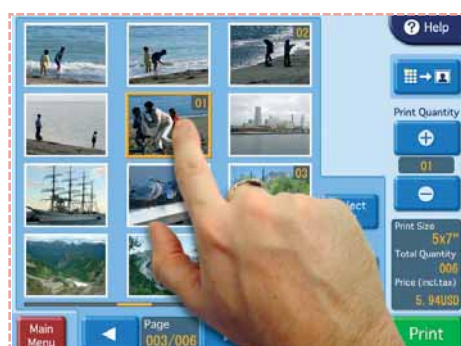 02
Help
01
Print Quantity
01
03
lect
Print Size
5x7"
Total Quantity
006
Price (incl.tax)
5.94USD
Main
Menu
Page
003/006
Print